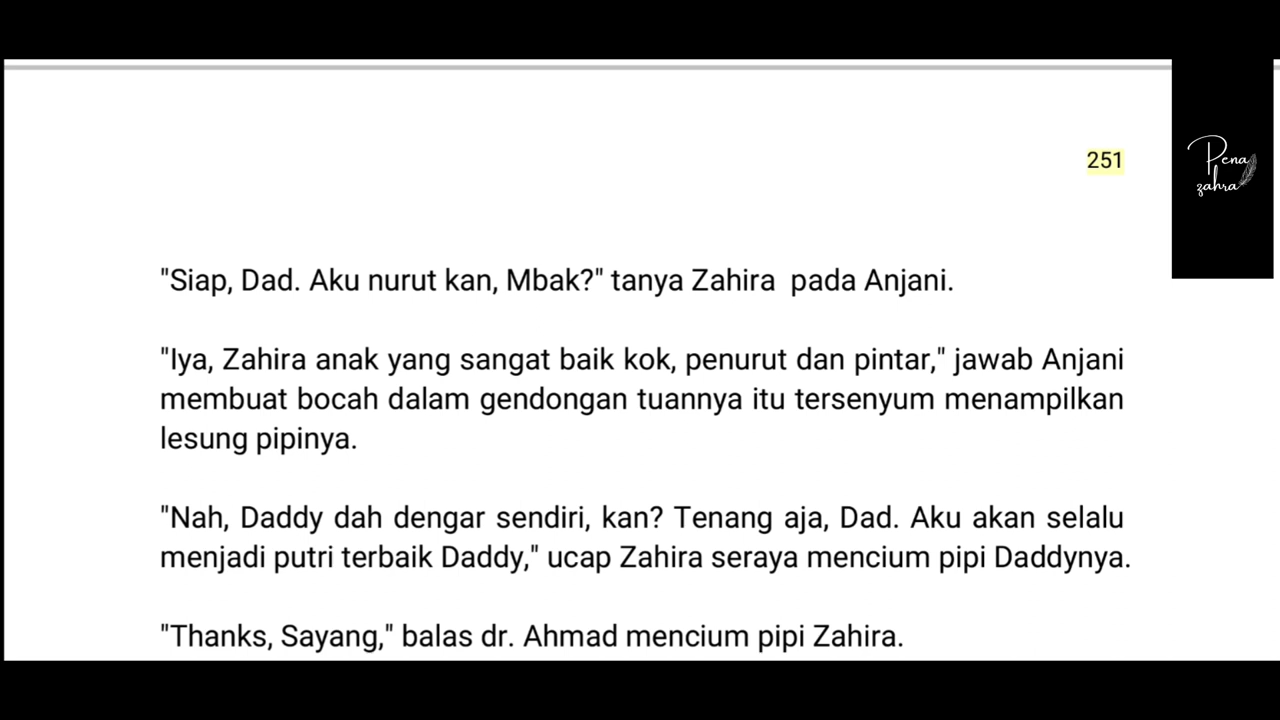 251
Pena
zahra
"Siap, Dad. Aku nurut kan, Mbak?" tanya Zahira  pada Anjani.
"Iya, Zahira anak yang sangat baik kok, penurut dan pintar," jawab Anjani
membuat bocah dalam gendongan tuannya itu tersenyum menampilkan
lesung pipinya.
"Nah, Daddy dah dengar sendiri, kan? Tenang aja, Dad. Aku akan selalu
menjadi putri terbaik Daddy," ucap Zahira seraya mencium pipi Daddynya.
"Thanks, Sayang," balas dr. Ahmad mencium pipi Zahira.